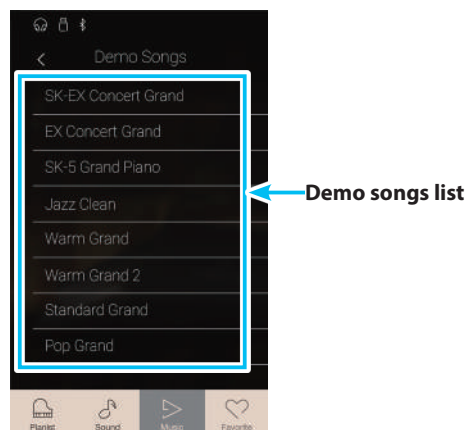 Demo Songs
SK-EX Concert Grand
EX Concert Grand
SK-5 Grand Piano
Jazz Clean
Warm Grand
Warm Grand 2
Standard Grand
Pop Grand
Demo songs list
Pianist Sound Music Favorite